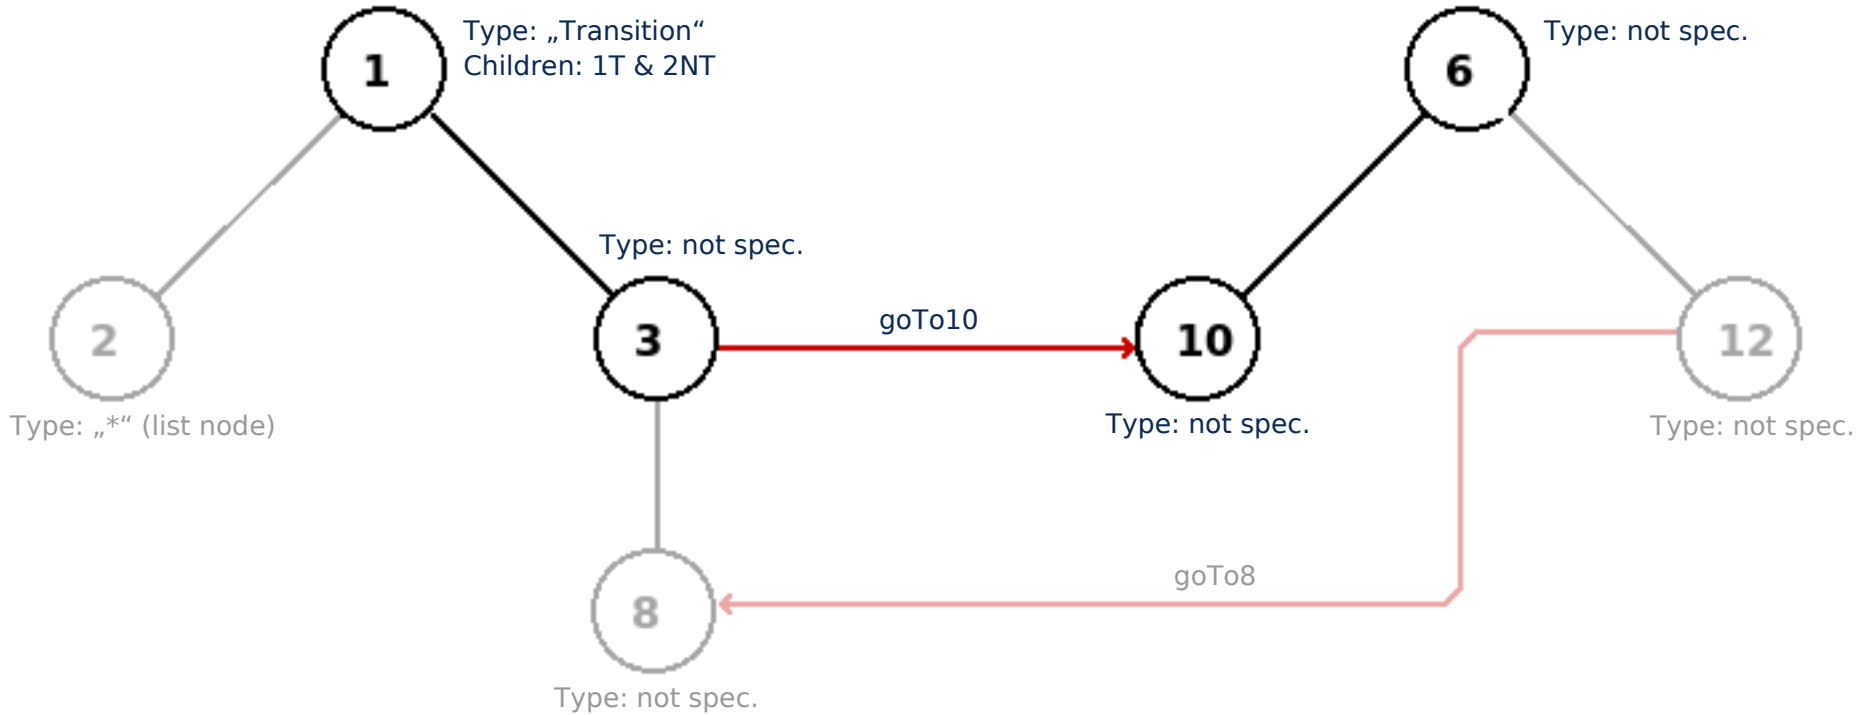 1
Type: „Transition“
Children: 1T & 2NT
6
Type: not spec.
Type: not spec.
2
3
goTo10
10
12
Type: „*“ (list node)
Type: not spec.
Type: not spec.
goTo8
8
Type: not spec.